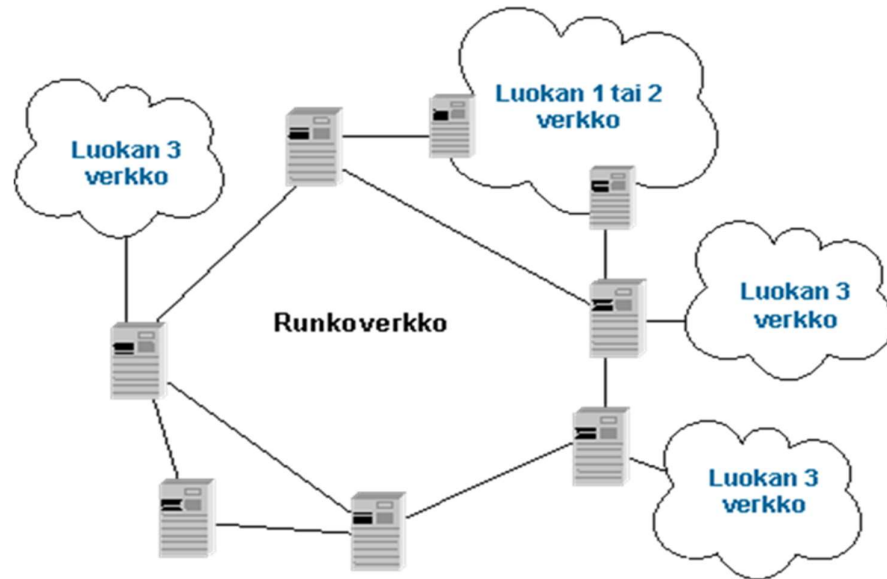 Luokan 1 tai 2
verkko
Luokan 3
verkko
Luokan 3
verkko
Runkoverkko
Luokan 3
verkko